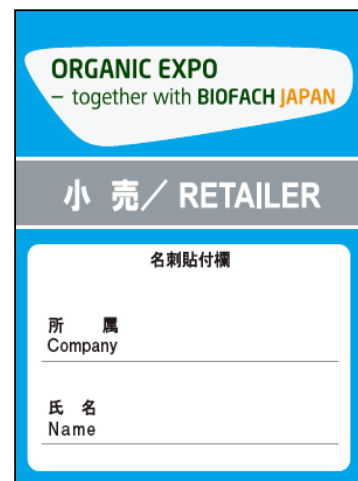 ORGANIC EXPO
– together with BIOFACH JAPAN
小 売／ RETAILER
名刺貼付欄
所 属
Company
氏 名
Name